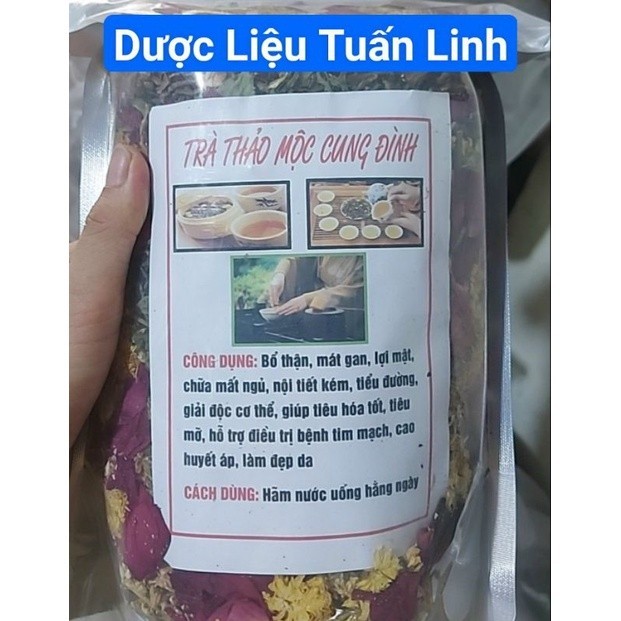 Dược Liệu Tuấn Linh
TRÀ THẢO MỘC CUNG ĐÌNH
CÔNG DỤNG: Bổ thận, mát gan, lợi mật,
chữa mất ngủ, nội tiết kém, tiểu đường,
giải độc cơ thể, giúp tiêu hóa tốt, tiêu
mỡ, hỗ trợ điều trị bệnh tim mạch, cao
huyết áp, làm đẹp da
CÁCH DÙNG: Hãm nước uống hằng ngày